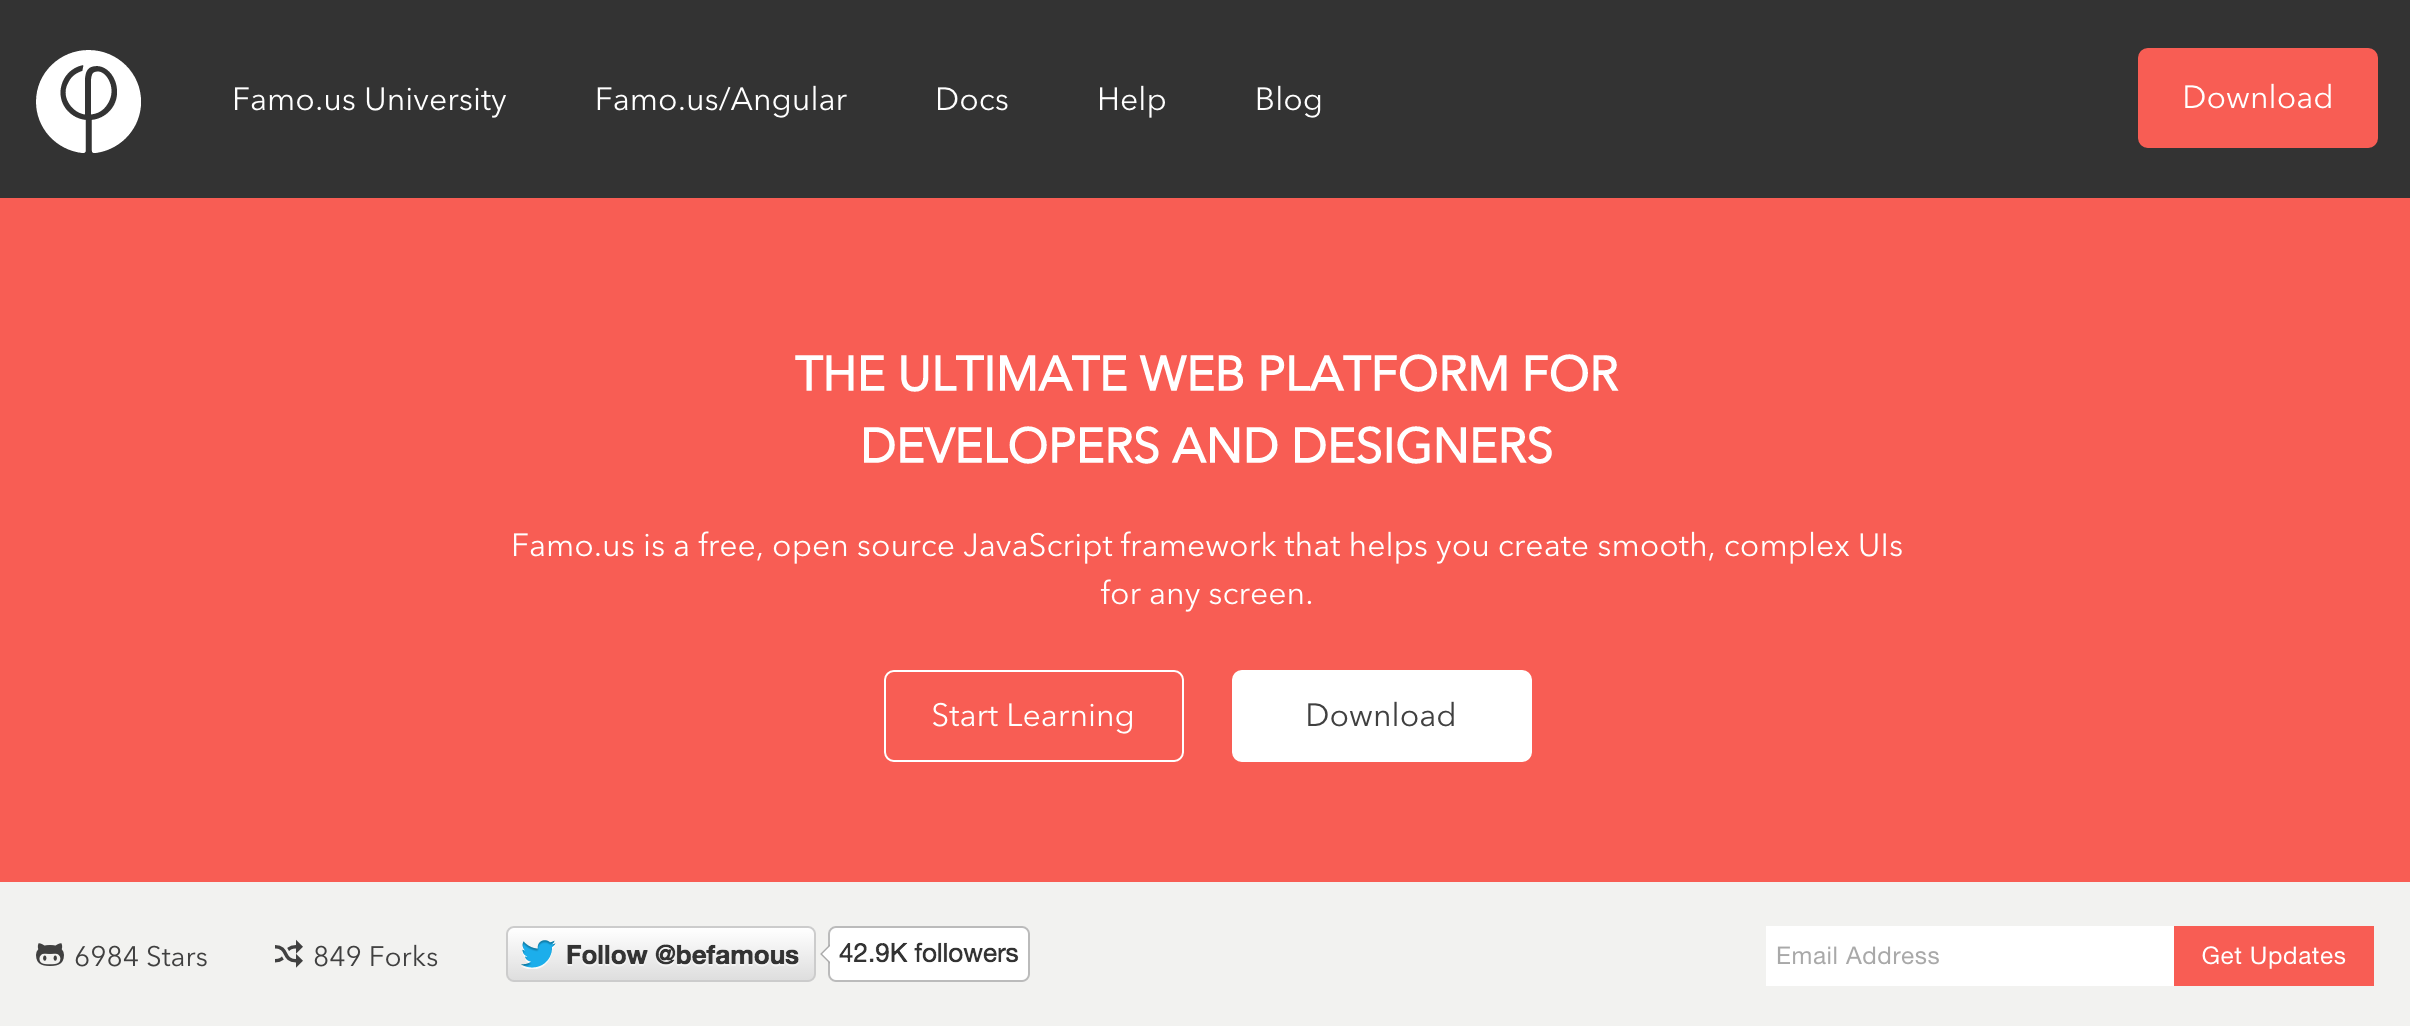 Famo.us University
Famo.us/Angular
Docs
Help
Blog
Download
THE ULTIMATE WEB PLATFORM FOR
DEVELOPERS AND DESIGNERS
Famo.us is a free, open source JavaScript framework that helps you create smooth, complex UIs
for any screen.
Start Learning
Download
6984 Stars
849 Forks
Follow @befamous
42.9K followers
Email Address
Get Updates